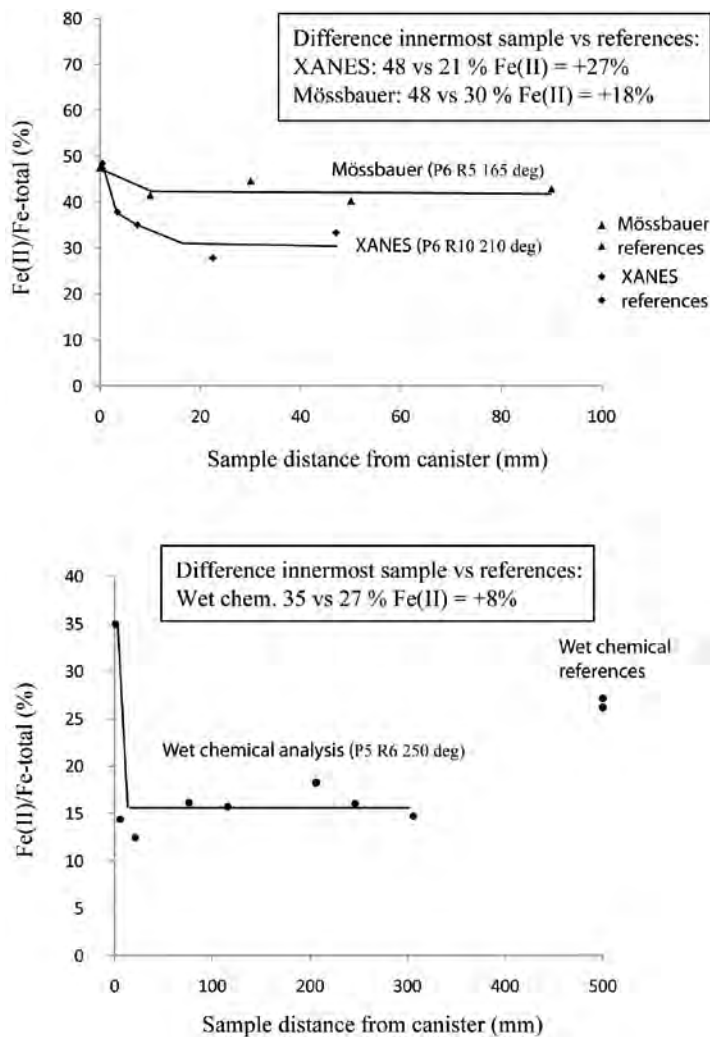 Difference innermost sample vs references:
XANES: 48 vs 21 % Fe(II) = +27%
Mössbauer: 48 vs 30 % Fe(II) = +18%
Fe(II)/Fe-total (%)
80
70
60
50
40
30
20
10
0
Mössbauer (P6 R5 165 deg)
XANES (P6 R10 210 deg)
Mössbauer
references
XANES
references
0 20 40 60 80 100
Sample distance from canister (mm)
Difference innermost sample vs references:
Wet chem. 35 vs 27 % Fe(II) = +8%
Fe(II)/Fe-total (%)
40
35
30
25
20
15
10
5
0
Wet chemical
references
Wet chemical analysis (P5 R6 250 deg)
0 100 200 300 400 500
Sample distance from canister (mm)